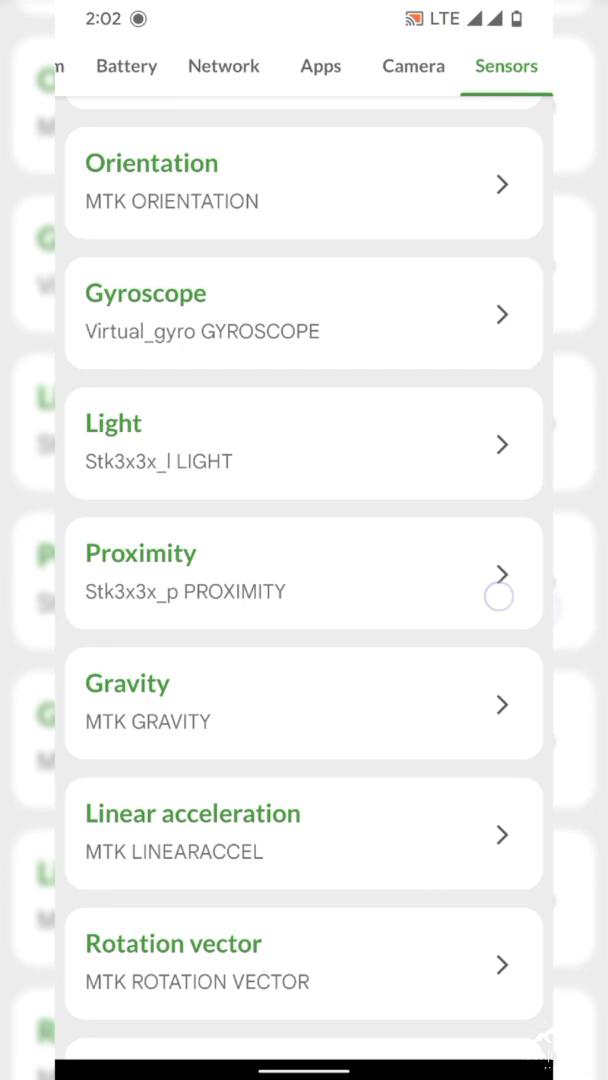 2:02 LTE
m Battery Network Apps Camera Sensors
Orientation
MTK ORIENTATION
Gyroscope
Virtual_gyro GYROSCOPE
Light
Stk3x3x_l LIGHT
Proximity
Stk3x3x_p PROXIMITY
Gravity
MTK GRAVITY
Linear acceleration
MTK LINEARACCEL
Rotation vector
MTK ROTATION VECTOR